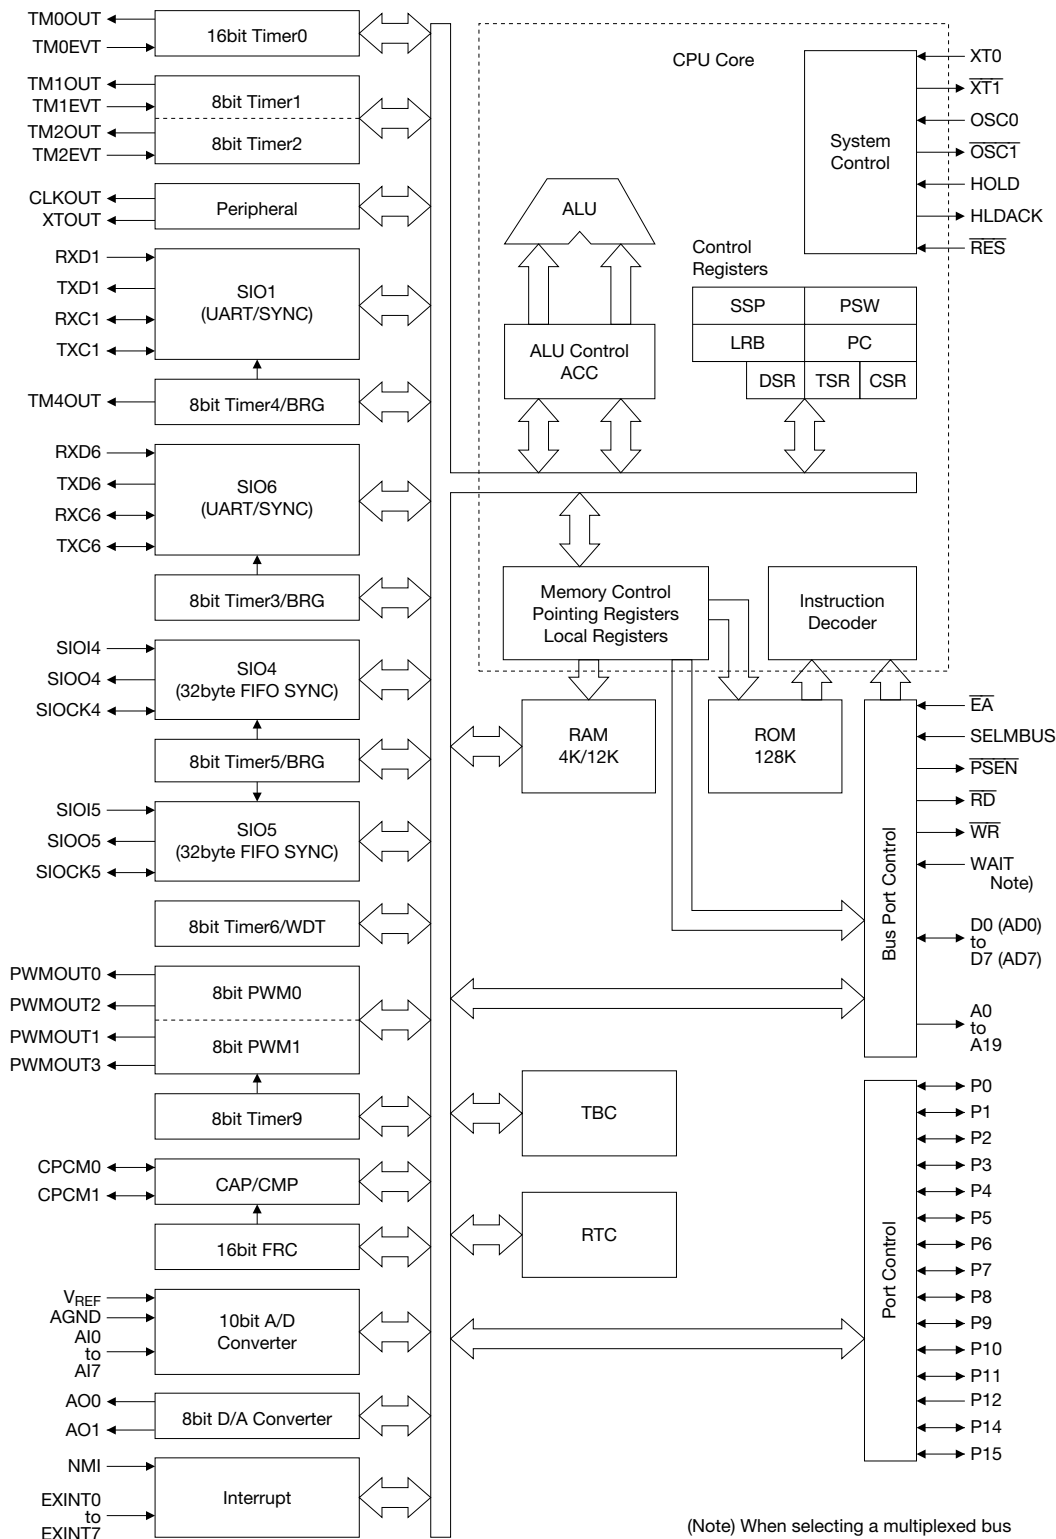 TM0OUT
TM0EVT
16bit Timer0
TM1OUT
TM1EVT
TM2OUT
TM2EVT
8bit Timer1
8bit Timer2
CLKOUT
XTOUT
Peripheral
RXD1
TXD1
RXC1
TXC1
SIO1
(UART/SYNC)
TM4OUT
8bit Timer4/BRG
RXD6
TXD6
RXC6
TXC6
SIO6
(UART/SYNC)
8bit Timer3/BRG
SIOI4
SIOO4
SIOCK4
SIO4
(32byte FIFO SYNC)
8bit Timer5/BRG
SIOI5
SIOO5
SIOCK5
SIO5
(32byte FIFO SYNC)
8bit Timer6/WDT
PWMOUT0
PWMOUT2
PWMOUT1
PWMOUT3
8bit PWM0
8bit PWM1
8bit Timer9
CPCM0
CPCM1
CAP/CMP
16bit FRC
VREF
AGND
AI0
to
AI7
10bit A/D
Converter
AO0
AO1
8bit D/A Converter
NMI
EXINT0
to
EXINT7
Interrupt
CPU Core
System
Control
XT0
XT1
OSC0
OSC1
HOLD
HLDACK
RES
ALU
ALU Control
ACC
Control
Registers
SSP
PSW
LRB
PC
DSR
TSR
CSR
Memory Control
Pointing Registers
Local Registers
Instruction
Decoder
RAM
4K/12K
ROM
128K
Bus Port Control
EA
SELMBUS
PSEN
RD
WR
WAIT
Note)
D0 (AD0)
to
D7 (AD7)
A0
to
A19
TBC
RTC
Port Control
P0
P1
P2
P3
P4
P5
P6
P7
P8
P9
P10
P11
P12
P14
P15
(Note) When selecting a multiplexed bus